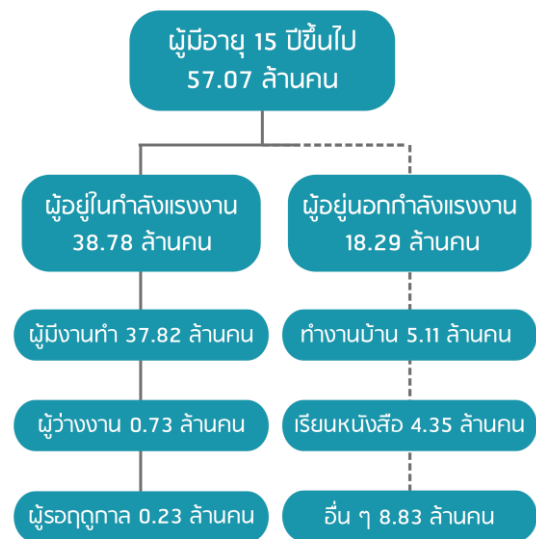 ผู้มีอายุ 15 ปีขึ้นไป
57.07 ล้านคน
ผู้อยู่ในกำลังแรงงาน
38.78 ล้านคน
ผู้อยู่นอกกำลังแรงงาน
18.29 ล้านคน
ผู้มีงานทำ 37.82 ล้านคน
ทำงานบ้าน 5.11 ล้านคน
ผู้ว่างงาน 0.73 ล้านคน
เรียนหนังสือ 4.35 ล้านคน
ผู้รอฤดูกาล 0.23 ล้านคน
อื่น ๆ 8.83 ล้านคน